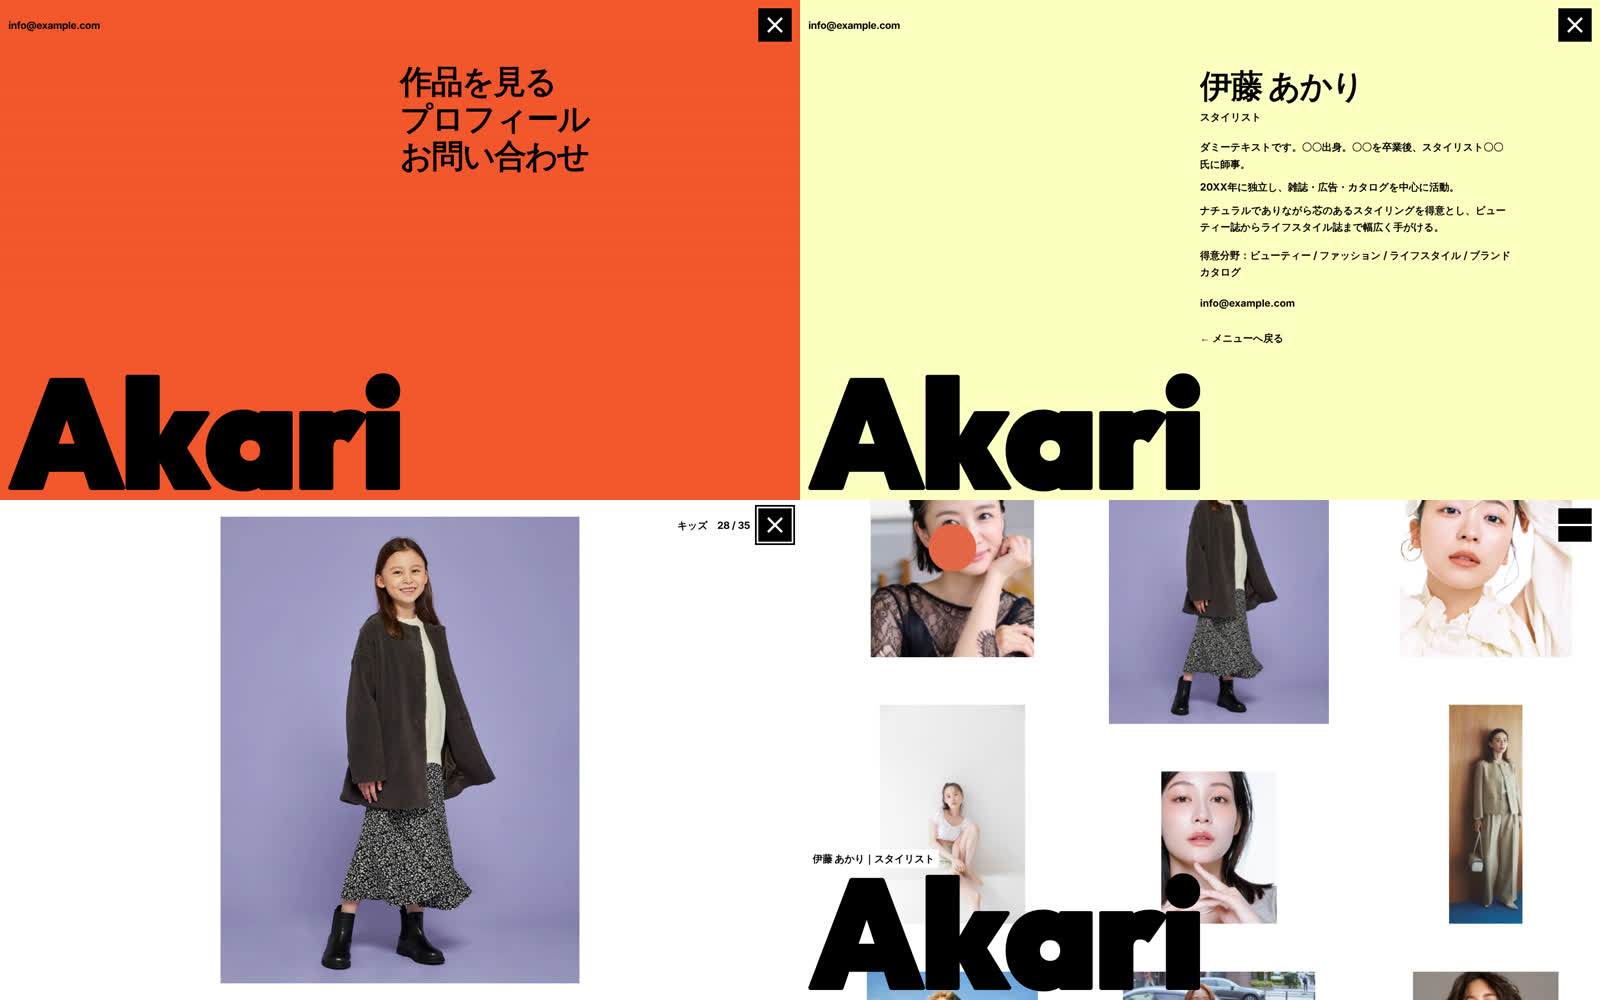 info@example.com
作品を見る
プロフィール
お問い合わせ
Akari
info@example.com
伊藤 あかり
スタイリスト
ダミーテキストです。〇〇出身。〇〇を卒業後、スタイリスト〇〇
氏に師事。
20XX年に独立し、雑誌・広告・カタログを中心に活動。
ナチュラルでありながら芯のあるスタイリングを得意とし、ビュー
ティー誌からライフスタイル誌まで幅広く手がける。
得意分野：ビューティー / ファッション / ライフスタイル / ブランド
カタログ
info@example.com
← メニューへ戻る
Akari
キッズ 28 / 35
伊藤 あかり｜スタイリスト
Akari